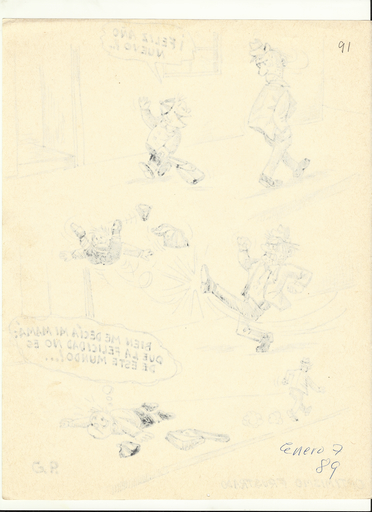 91
¡FELIZ AÑO
NUEVO!
BIEN ME DECÍA MI MAMÁ:
QUE LA FELICIDAD NO ES
DE ESTE MUNDO!...
Enero 7
89